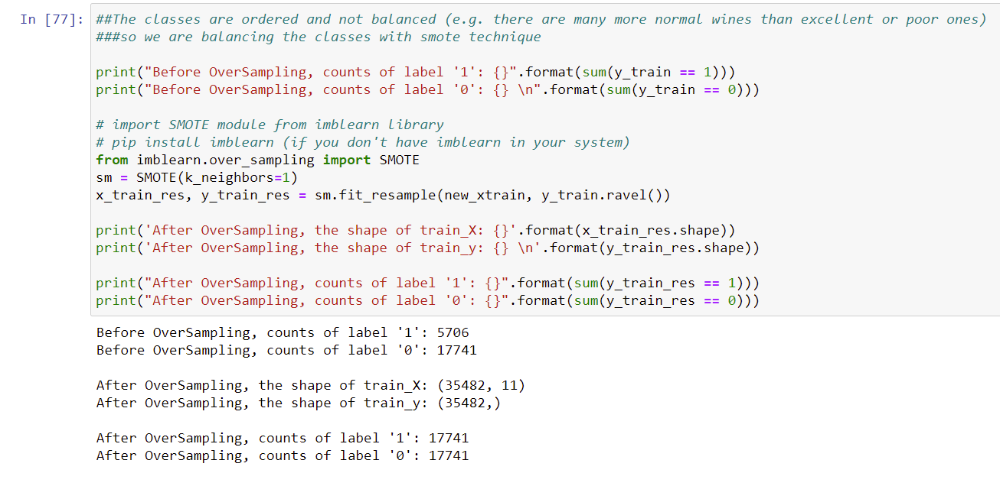 In [77]: ##The classes are ordered and not balanced (e.g. there are many more normal wines than excellent or poor ones)
###so we are balancing the classes with smote technique
print("Before OverSampling, counts of label '1': {}".format(sum(y_train == 1)))
print("Before OverSampling, counts of label '0': {} \n".format(sum(y_train == 0)))
# import SMOTE module from imblearn library
# pip install imblearn (if you don't have imblearn in your system)
from imblearn.over_sampling import SMOTE
sm = SMOTE(k_neighbors=1)
x_train_res, y_train_res = sm.fit_resample(new_xtrain, y_train.ravel())
print('After OverSampling, the shape of train_X: {}'.format(x_train_res.shape))
print('After OverSampling, the shape of train_y: {} \n'.format(y_train_res.shape))
print("After OverSampling, counts of label '1': {}".format(sum(y_train_res == 1)))
print("After OverSampling, counts of label '0': {}".format(sum(y_train_res == 0)))
Before OverSampling, counts of label '1': 5706
Before OverSampling, counts of label '0': 17741
After OverSampling, the shape of train_X: (35482, 11)
After OverSampling, the shape of train_y: (35482,)
After OverSampling, counts of label '1': 17741
After OverSampling, counts of label '0': 17741